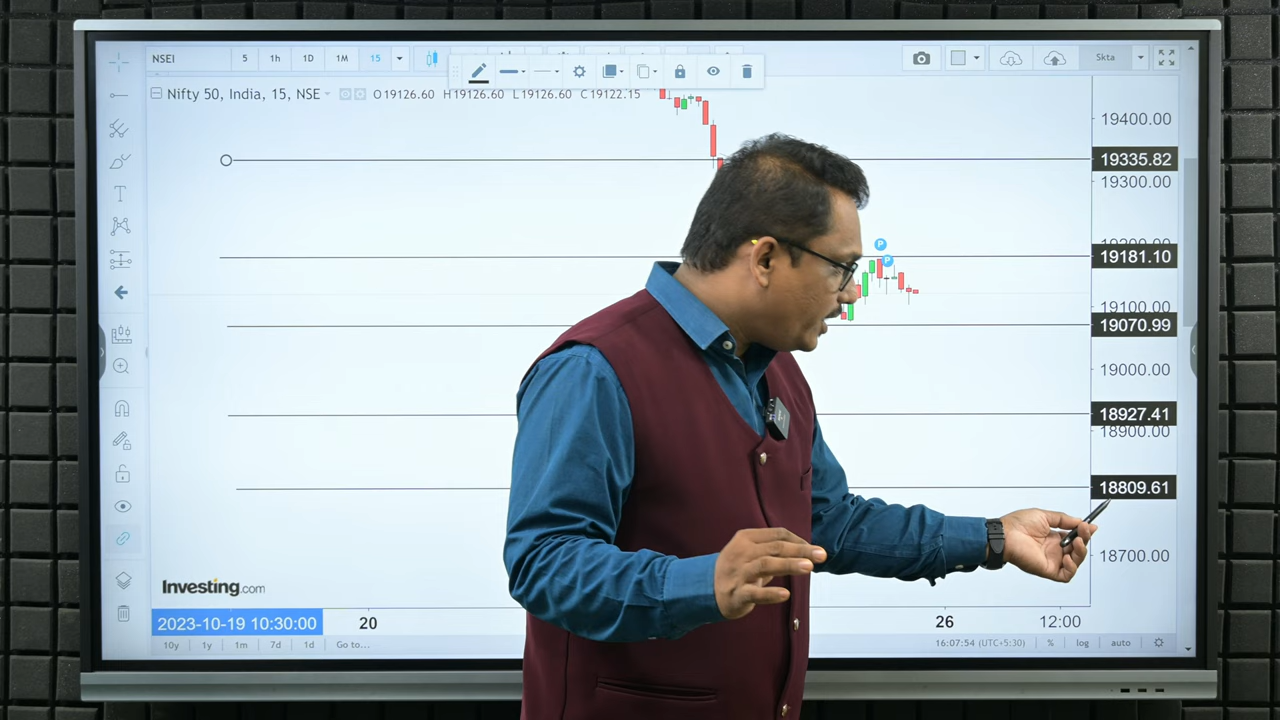 NSEI 5 1h 1D 1M 15 Skta
Nifty 50, India, 15, NSE O19126.60 H19126.60 L19126.60 C19122.15
19400.00
19335.82
19300.00
19181.10
19100.00
19070.99
19000.00
18927.41
18900.00
18809.61
18700.00
T
P
P
Investing.com
2023-10-19 10:30:00 20 26 12:00
10y 1y 1m 7d 1d Go to... 16:07:54 (UTC+5:30) % log auto